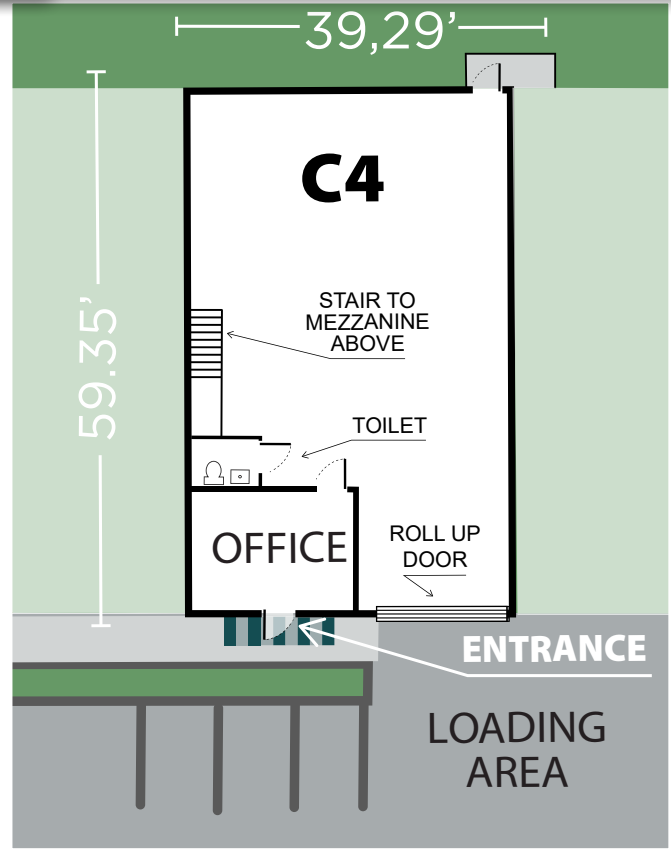 39,29’
C4
59.35’
STAIR TO
MEZZANINE
ABOVE
TOILET
OFFICE
ROLL UP
DOOR
ENTRANCE
LOADING
AREA